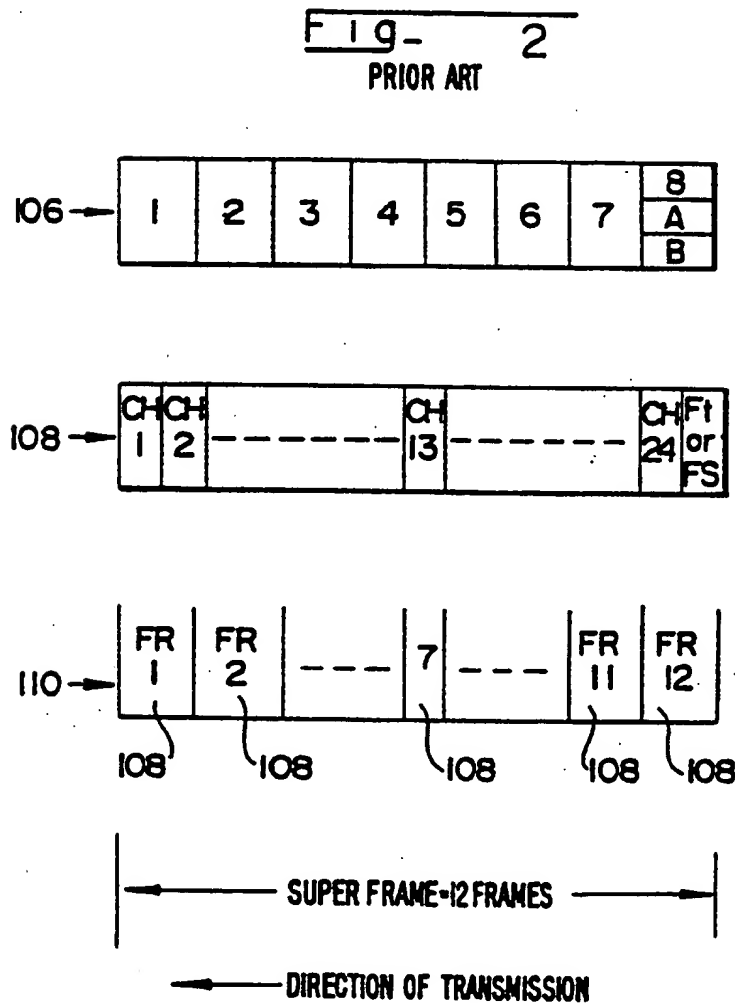 Fig_ 2
PRIOR ART
106 1 2 3 4 5 6 7 8 A B
108 CH 1 CH 2 CH 13 CH 24 Ft or FS
110 FR 1 FR 2 7 FR 11 FR 12
108 108 108 108 108
SUPER FRAME=12 FRAMES
DIRECTION OF TRANSMISSION